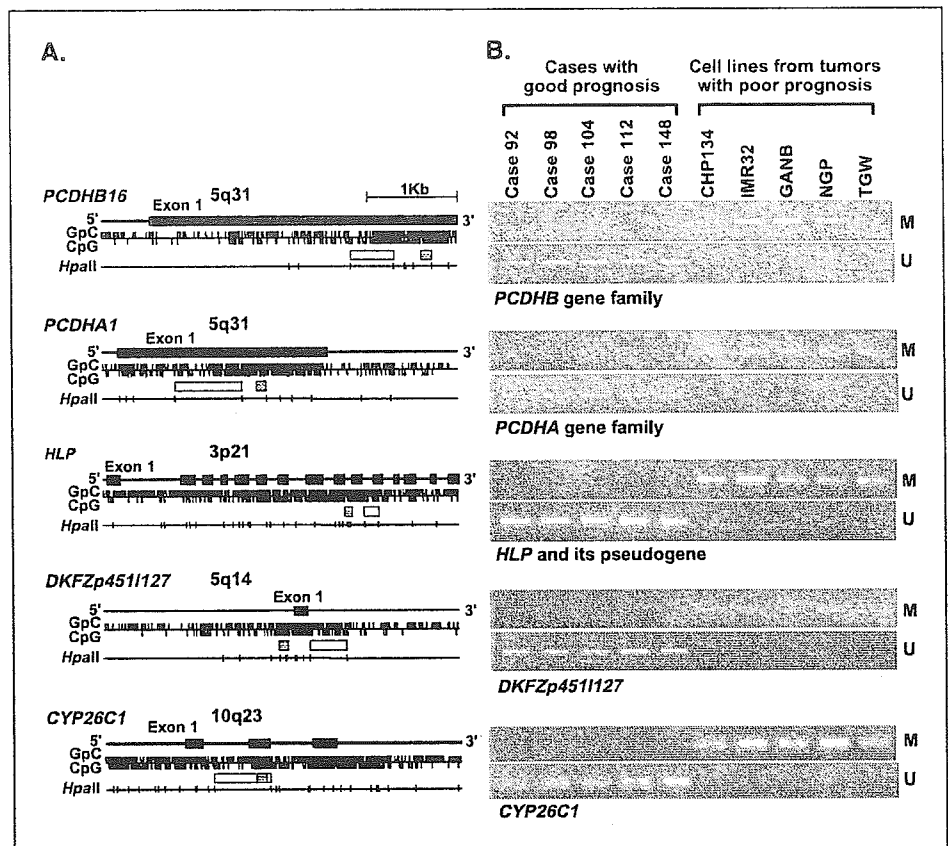 A.
PCDHB16 5q31
1Kb
Exon 1
5' 3'
GpC
CpG
HpaII
PCDHA1 5q31
Exon 1
5' 3'
GpC
CpG
HpaII
HLP 3p21
Exon 1
5' 3'
GpC
CpG
HpaII
DKFZp451I127 5q14
Exon 1
5' 3'
GpC
CpG
HpaII
CYP26C1 10q23
Exon 1
5' 3'
GpC
CpG
HpaII
B.
Cases with
good prognosis
Cell lines from tumors
with poor prognosis
Case 92
Case 98
Case 104
Case 112
Case 148
CHP134
IMR32
GANB
NGP
TGW
M
U
PCDHB gene family
M
U
PCDHA gene family
M
U
HLP and its pseudogene
M
U
DKFZp451I127
M
U
CYP26C1